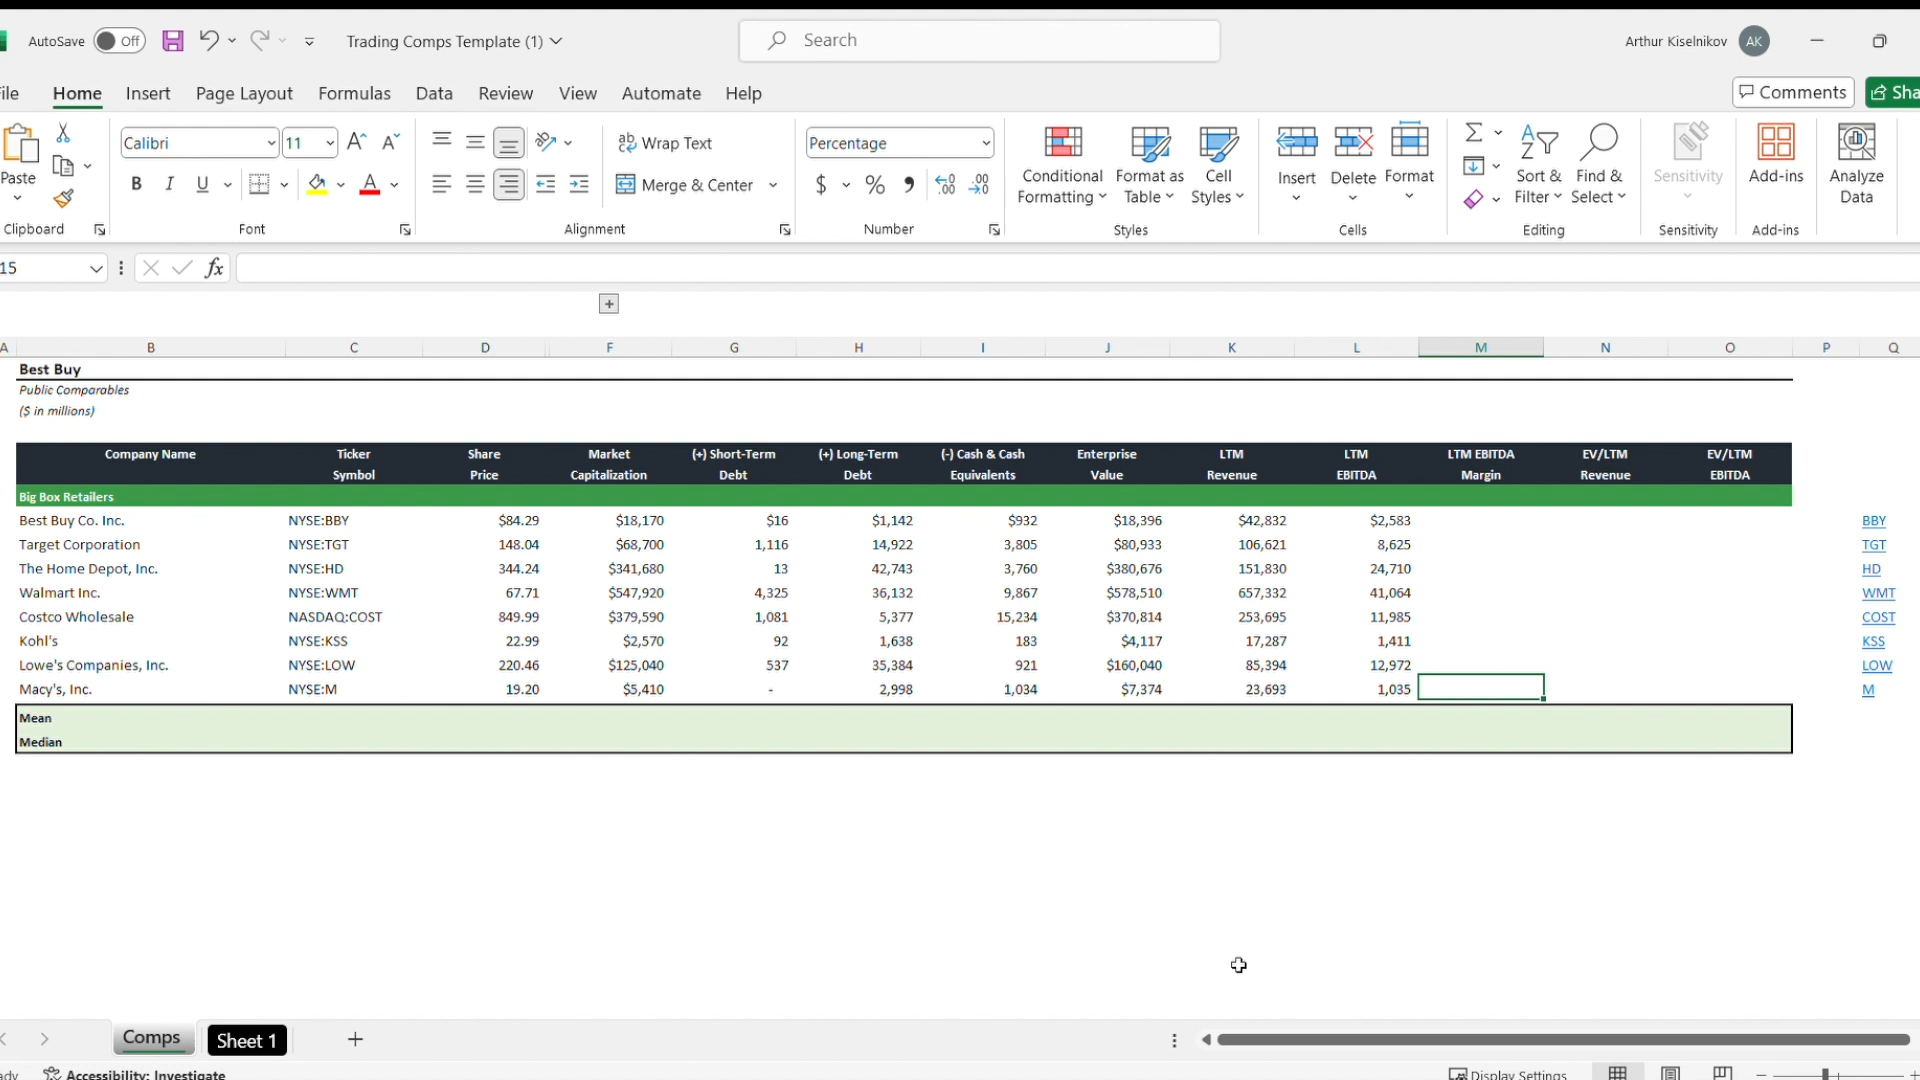 AutoSave Off Trading Comps Template (1) Search Arthur Kiselnikov AK
Home Insert Page Layout Formulas Data Review View Automate Help Comments
Calibri 11 Wrap Text Percentage
Paste Merge & Center $ % Conditional Formatting Format as Table Cell Styles Insert Delete Format Sort & Filter Find & Select Sensitivity Add-ins Analyze Data
Clipboard Font Alignment Number Styles Cells Editing Sensitivity Add-ins
15 fx
A B C D F G H I J K L M N O P Q
Best Buy
Public Comparables
($ in millions)
Company Name Ticker Share Market (+) Short-Term (+) Long-Term (-) Cash & Cash Enterprise LTM LTM LTM EBITDA EV/LTM EV/LTM
Symbol Price Capitalization Debt Debt Equivalents Value Revenue EBITDA Margin Revenue EBITDA
Big Box Retailers
Best Buy Co. Inc. NYSE:BBY $84.29 $18,170 $16 $1,142 $932 $18,396 $42,832 $2,583 BBY
Target Corporation NYSE:TGT 148.04 $68,700 1,116 14,922 3,805 $80,933 106,621 8,625 TGT
The Home Depot, Inc. NYSE:HD 344.24 $341,680 13 42,743 3,760 $380,676 151,830 24,710 HD
Walmart Inc. NYSE:WMT 67.71 $547,920 4,325 36,132 9,867 $578,510 657,332 41,064 WMT
Costco Wholesale NASDAQ:COST 849.99 $379,590 1,081 5,377 15,234 $370,814 253,695 11,985 COST
Kohl's NYSE:KSS 22.99 $2,570 92 1,638 183 $4,117 17,287 1,411 KSS
Lowe's Companies, Inc. NYSE:LOW 220.46 $125,040 537 35,384 921 $160,040 85,394 12,972 LOW
Macy's, Inc. NYSE:M 19.20 $5,410 - 2,998 1,034 $7,374 23,693 1,035 M
Mean
Median
Comps Sheet 1
Accessibility: Investigate Display Settings